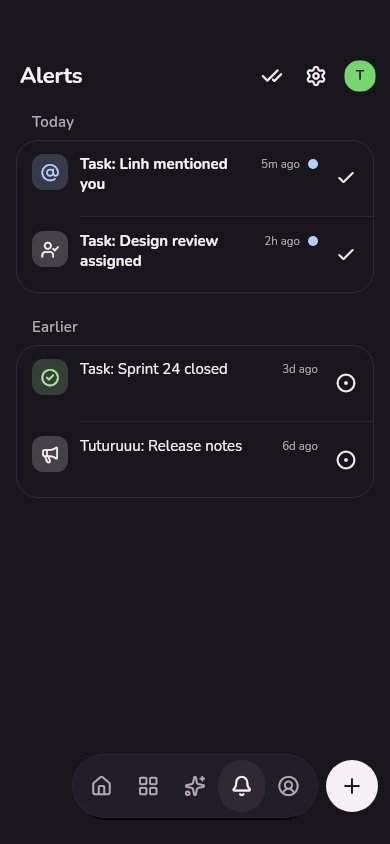 Alerts
T
Today
Task: Linh mentioned
you
5m ago
Task: Design review
assigned
2h ago
Earlier
Task: Sprint 24 closed
3d ago
Tuturuuu: Release notes
6d ago